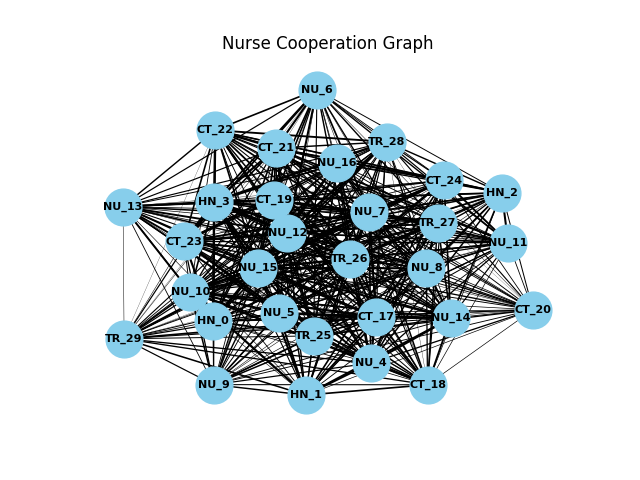 Nurse Cooperation Graph
NU_6
CT_22
TR_28
CT_21
NU_16
CT_24
HN_2
CT_19
HN_3
NU_13
NU_7
TR_27
NU_12
CT_23
NU_11
TR_26
NU_15
NU_8
NU_10
CT_20
NU_5
CT_17
NU_14
HN_0
TR_25
TR_29
NU_4
NU_9
CT_18
HN_1